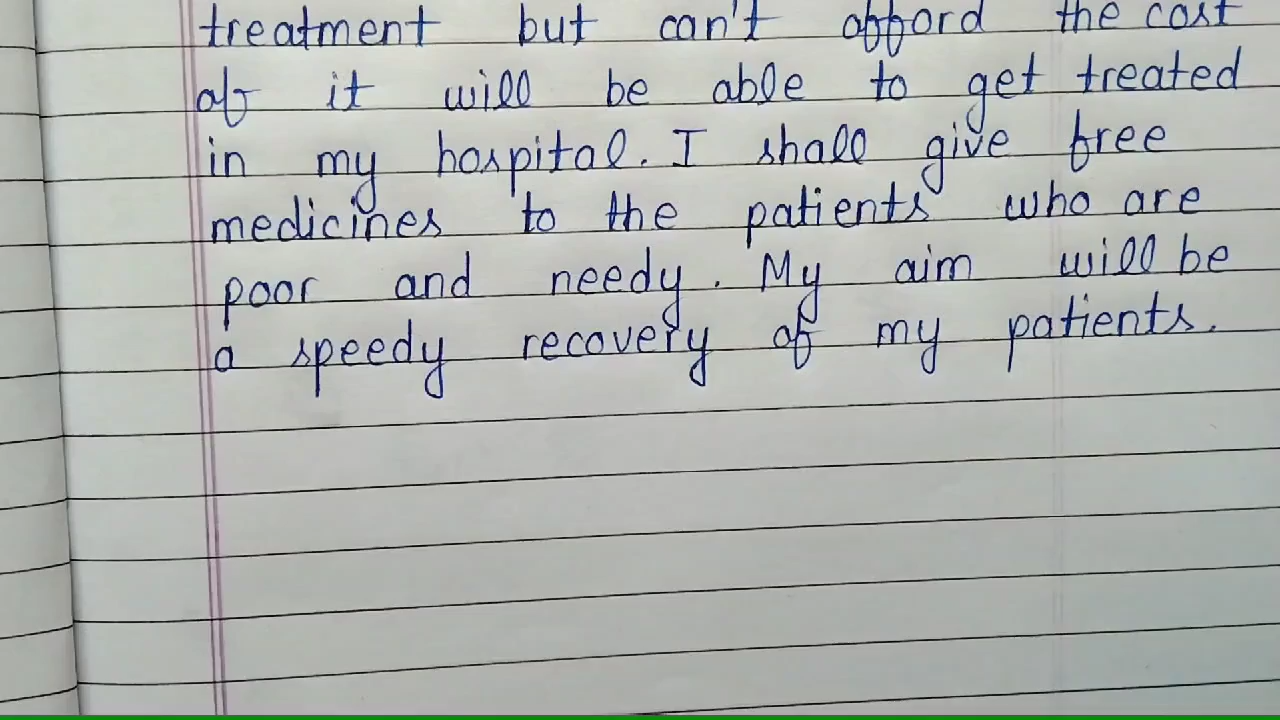 treatment but can't afford the cost
of it will be able to get treated
in my hospital. I shall give free
medicines to the patients who are
poor and needy. My aim will be
a speedy recovery of my patients.